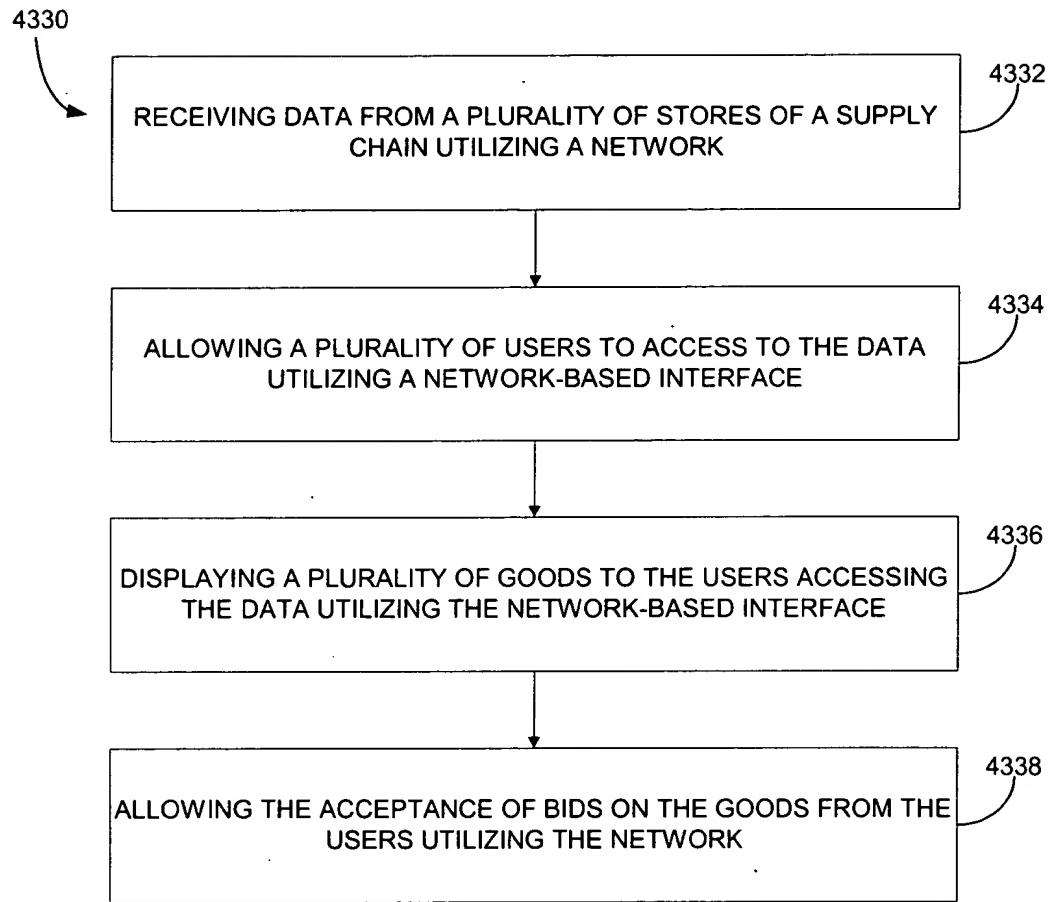 4330
4332
RECEIVING DATA FROM A PLURALITY OF STORES OF A SUPPLY
CHAIN UTILIZING A NETWORK
4334
ALLOWING A PLURALITY OF USERS TO ACCESS TO THE DATA
UTILIZING A NETWORK-BASED INTERFACE
4336
DISPLAYING A PLURALITY OF GOODS TO THE USERS ACCESSING
THE DATA UTILIZING THE NETWORK-BASED INTERFACE
4338
ALLOWING THE ACCEPTANCE OF BIDS ON THE GOODS FROM THE
USERS UTILIZING THE NETWORK